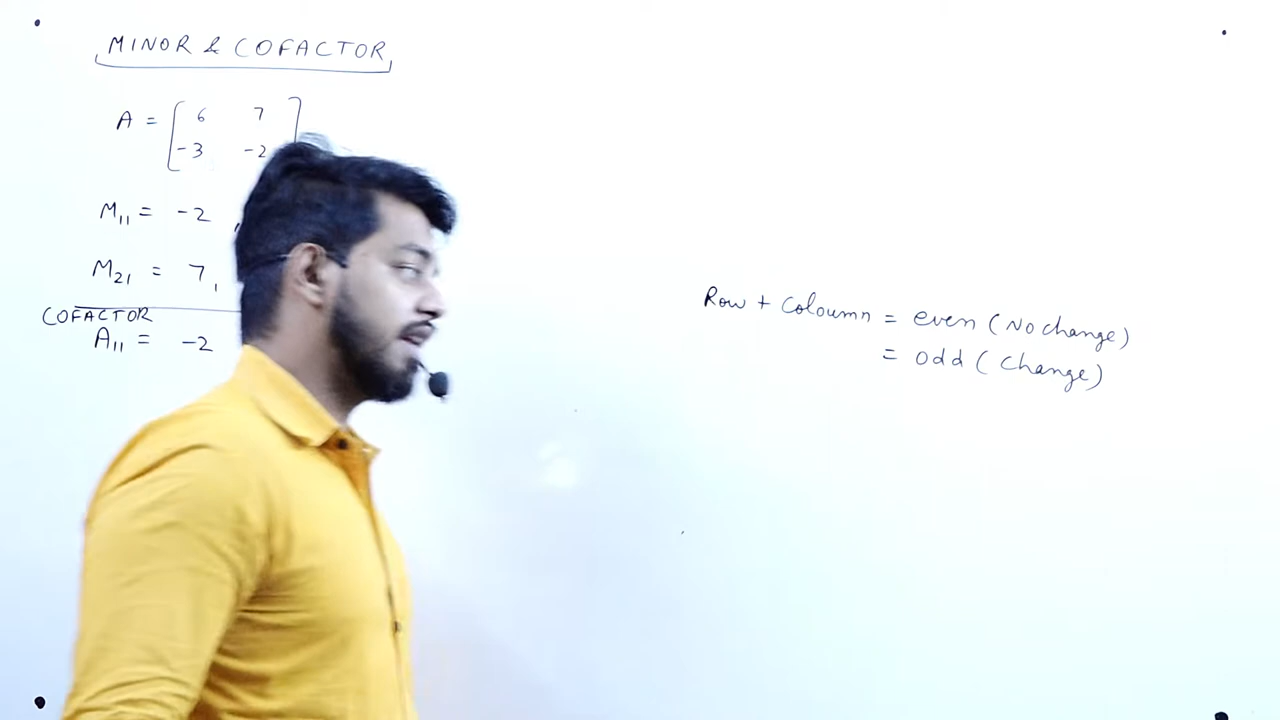 MINOR & COFACTOR
A = [ 6 7
-3 -2
M₁₁ = -2 ,
M₂₁ = 7,
COFACTOR
A₁₁ = -2
Row + Coloumn = even (No change)
= odd (Change)